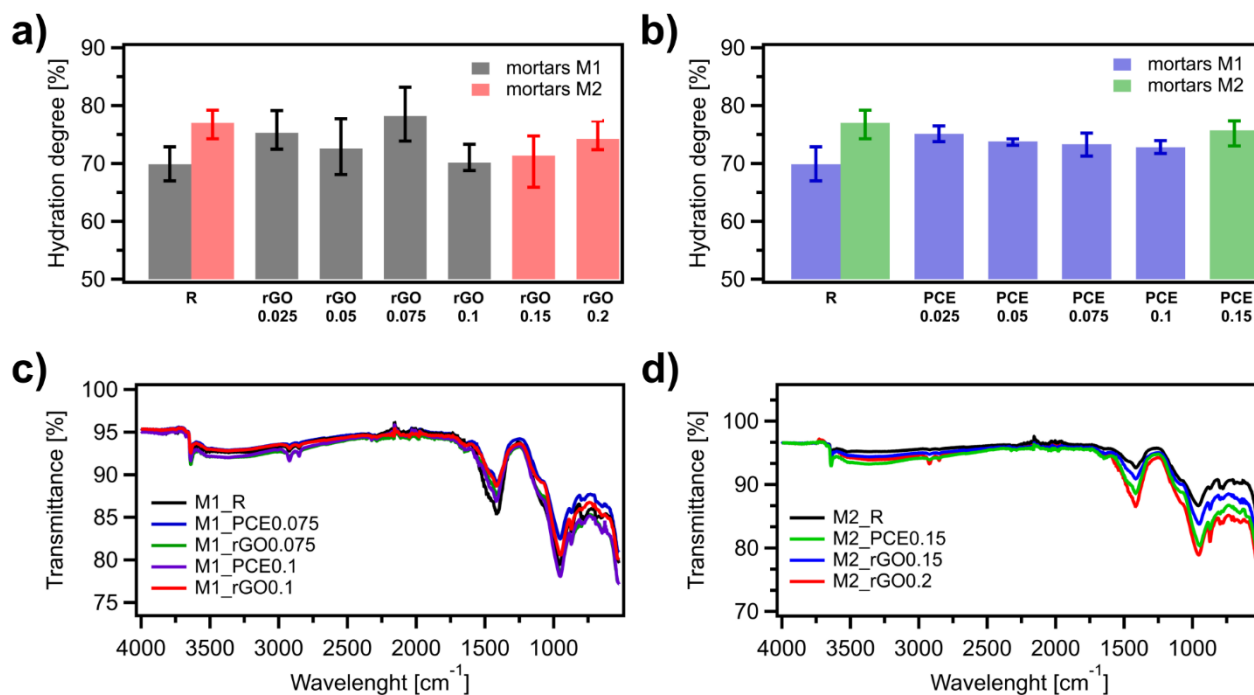 a)
Hydration degree [%]
90
80
70
60
50
mortars M1
mortars M2
R
rGO
0.025
rGO
0.05
rGO
0.075
rGO
0.1
rGO
0.15
rGO
0.2
b)
Hydration degree [%]
90
80
70
60
50
mortars M1
mortars M2
R
PCE
0.025
PCE
0.05
PCE
0.075
PCE
0.1
PCE
0.15
c)
Transmittance [%]
100
95
90
85
80
75
M1_R
M1_PCE0.075
M1_rGO0.075
M1_PCE0.1
M1_rGO0.1
4000 3500 3000 2500 2000 1500 1000
Wavelenght [cm⁻¹]
d)
Transmittance [%]
100
90
80
70
M2_R
M2_PCE0.15
M2_rGO0.15
M2_rGO0.2
4000 3500 3000 2500 2000 1500 1000
Wavelenght [cm⁻¹]